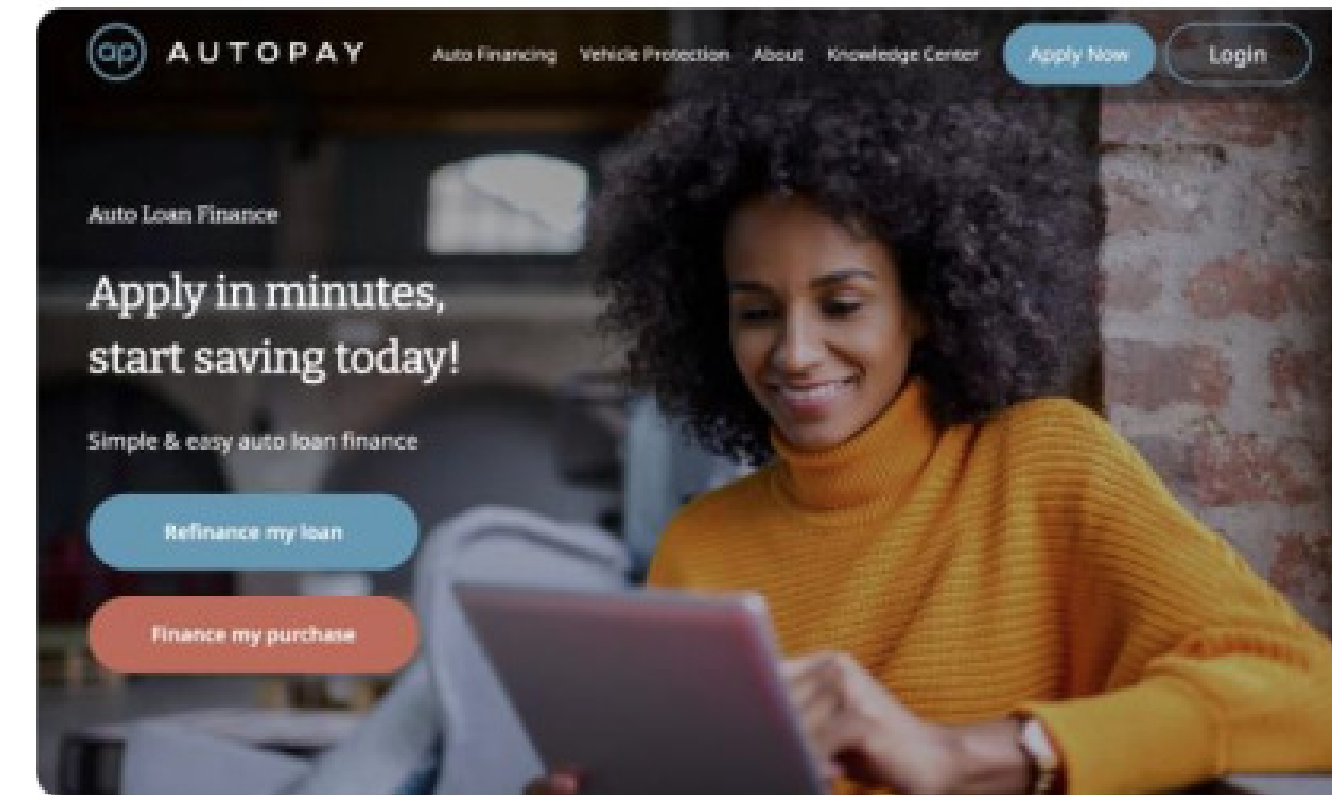 ap AUTOPAY Auto Financing Vehicle Protection About Knowledge Center Apply Now Login
Auto Loan Finance
Apply in minutes,
start saving today!
Simple & easy auto loan finance
Refinance my loan
Finance my purchase